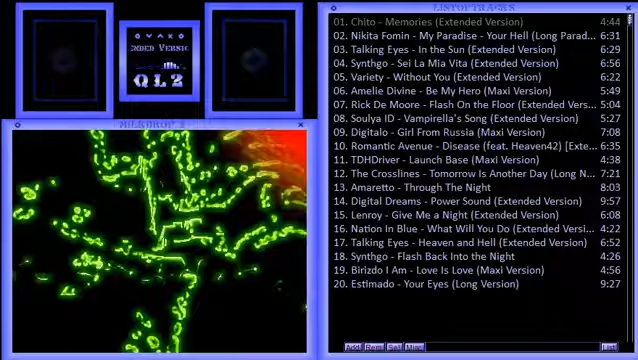 LISTOFTRACKS
01. Chito - Memories (Extended Version) 4:44
02. Nikita Fomin - My Paradise - Your Hell (Long Parad... 6:31
03. Talking Eyes - In the Sun (Extended Version) 6:29
04. Synthgo - Sei La Mia Vita (Extended Version) 6:56
05. Variety - Without You (Extended Version) 6:22
06. Amelie Divine - Be My Hero (Maxi Version) 5:49
07. Rick De Moore - Flash On the Floor (Extended Vers... 5:04
08. Soulya ID - Vampirella's Song (Extended Version) 5:27
09. Digitalo - Girl From Russia (Maxi Version) 7:08
10. Romantic Avenue - Disease (feat. Heaven42) [Exte... 6:35
11. TDHDriver - Launch Base (Maxi Version) 4:38
12. The Crosslines - Tomorrow Is Another Day (Long N... 7:21
13. Amaretto - Through The Night 8:03
14. Digital Dreams - Power Sound (Extended Version) 9:57
15. Lenroy - Give Me a Night (Extended Version) 6:08
16. Nation In Blue - What Will You Do (Extended Versi... 4:22
17. Talking Eyes - Heaven and Hell (Extended Version) 6:52
18. Synthgo - Flash Back Into the Night 4:26
19. Birizdo I Am - Love Is Love (Maxi Version) 4:56
20. Estimado - Your Eyes (Long Version) 9:27
Add Rem Sel Misc List
MILKDROP 2